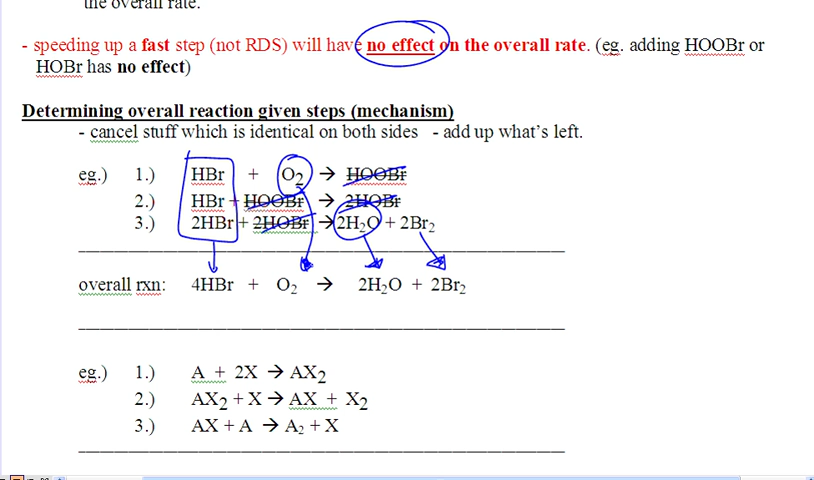 the overall rate.
- speeding up a fast step (not RDS) will have no effect on the overall rate. (eg. adding HOOBr or
HOBr has no effect)
Determining overall reaction given steps (mechanism)
- cancel stuff which is identical on both sides - add up what's left.
eg.) 1.) HBr + O₂ → HOOBr
2.) HBr + HOOBr → 2HOBr
3.) 2HBr + 2HOBr → 2H₂O + 2Br₂
overall rxn: 4HBr + O₂ → 2H₂O + 2Br₂
eg.) 1.) A + 2X → AX₂
2.) AX₂ + X → AX + X₂
3.) AX + A → A₂ + X